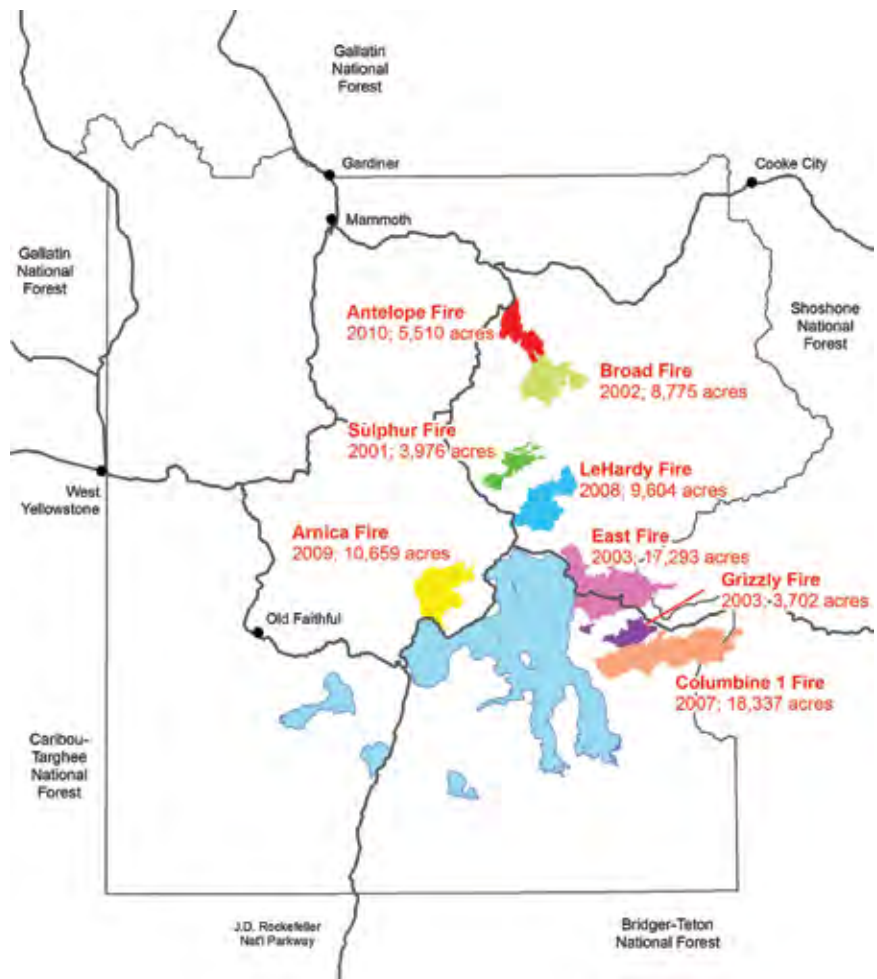 Gallatin
National
Forest
Gardiner
Cooke City
Mammoth
Gallatin
National
Forest
Shoshone
National
Forest
Antelope Fire
2010; 5,510 acres
Broad Fire
2002; 8,775 acres
Sulphur Fire
2001; 3,976 acres
LeHardy Fire
2008; 9,604 acres
West
Yellowstone
Arnica Fire
2009; 10,659 acres
East Fire
2003; 17,293 acres
Grizzly Fire
2003; 3,702 acres
Old Faithful
Columbine 1 Fire
2007; 18,337 acres
Caribou-
Targhee
National
Forest
J.D. Rockefeller
Nat'l Parkway
Bridger-Teton
National Forest